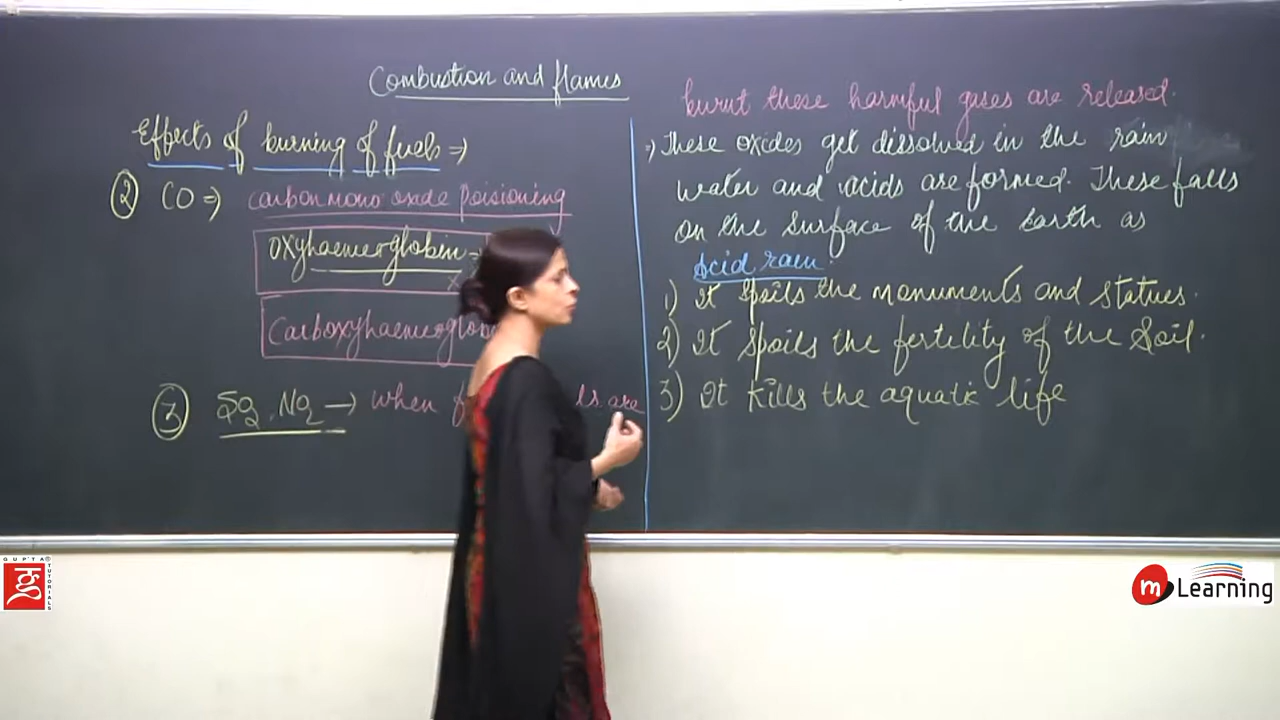 Combustion and flames
Effects of burning of fuels ⇒
② CO ⇒ carbon mono oxide poisioning
oxyhaemoglobin
Carboxyhaemoglob
③ SO2, NO2 → when are
burnt these harmful gases are released.
⇒ These oxides get dissolved in the rain
water and acids are formed. These falls
on the surface of the Earth as
Acid rain.
1) It spoils the monuments and statues.
2) It spoils the fertility of the Soil.
3) It kills the aquatic life
GUPTA TUTORIALS
m Learning